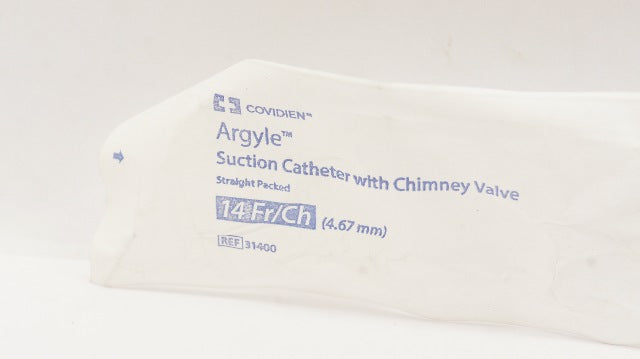 COVIDIEN™
Argyle™
Suction Catheter with Chimney Valve
Straight Packed
14 Fr/Ch (4.67 mm)
REF 31400